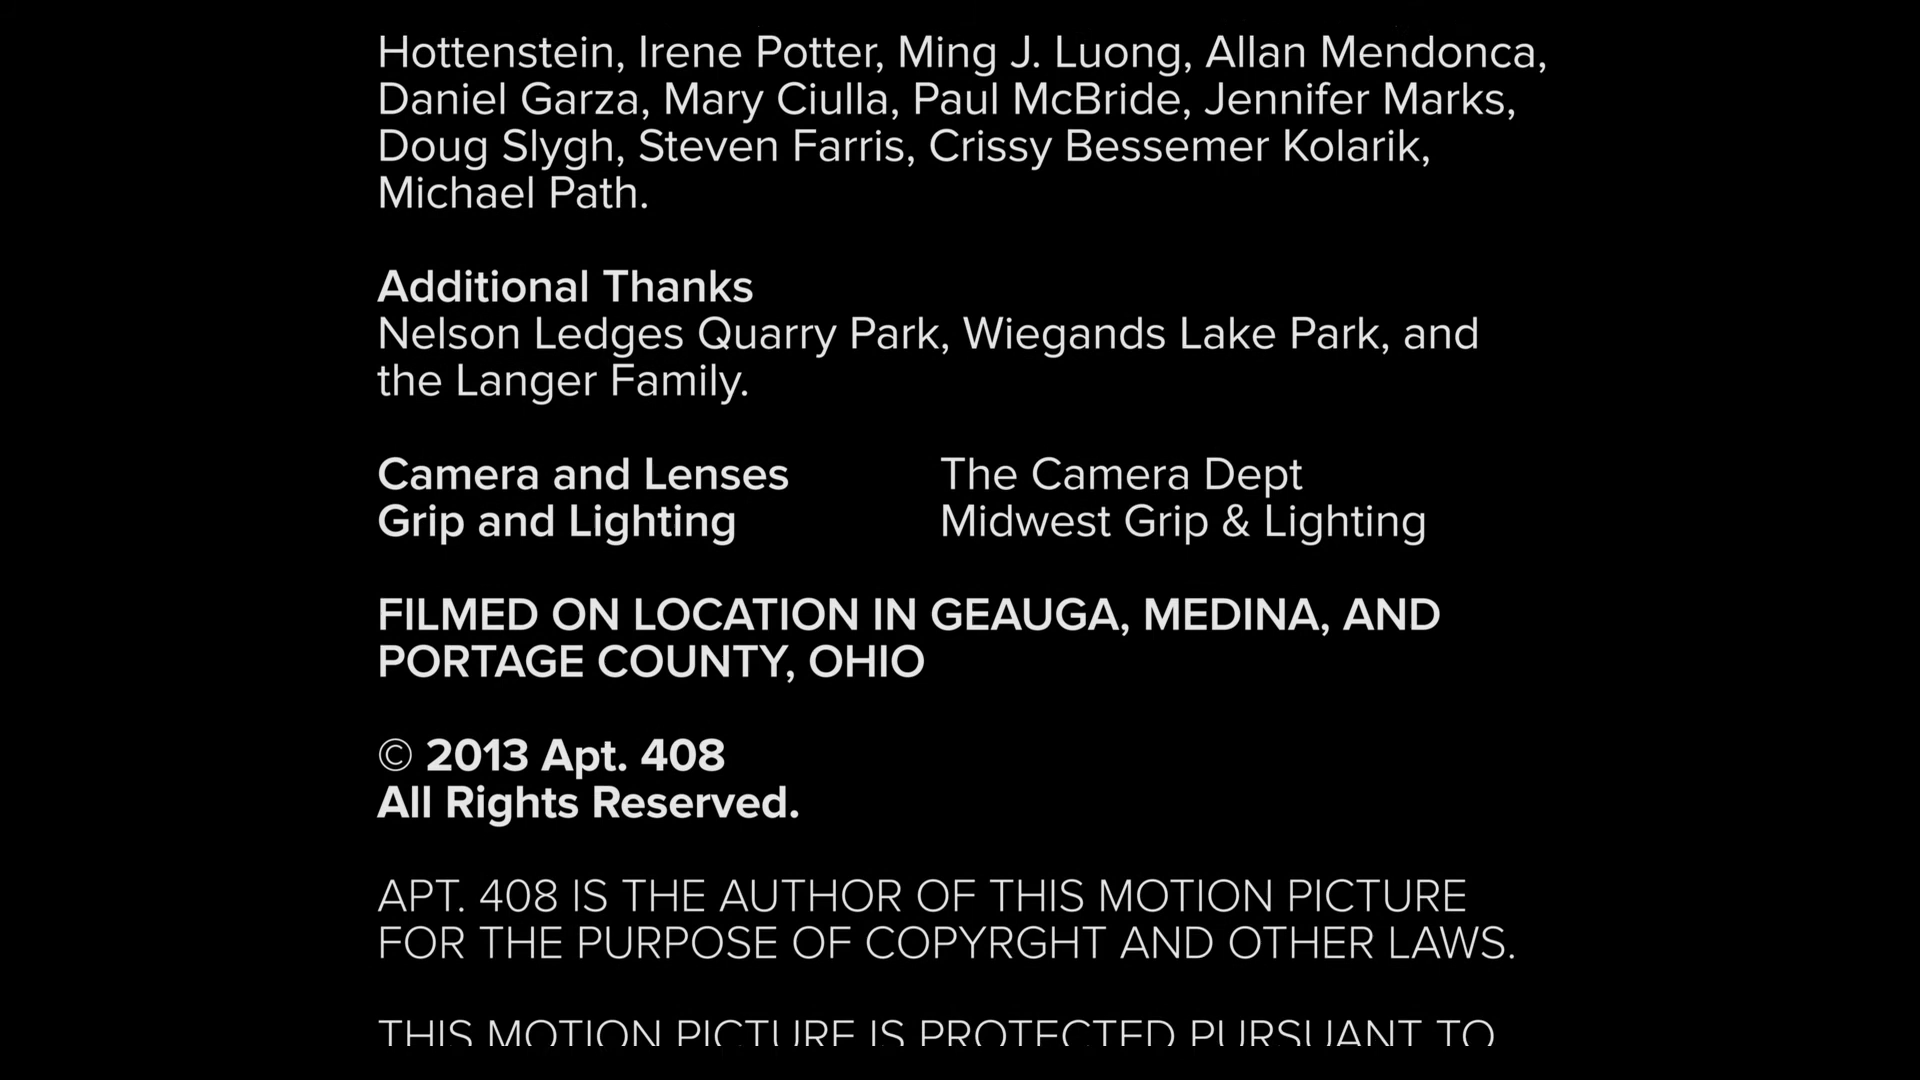 Hottenstein, Irene Potter, Ming J. Luong, Allan Mendonca,
Daniel Garza, Mary Ciulla, Paul McBride, Jennifer Marks,
Doug Slygh, Steven Farris, Crissy Bessemer Kolarik,
Michael Path.
Additional Thanks
Nelson Ledges Quarry Park, Wiegands Lake Park, and
the Langer Family.
Camera and Lenses The Camera Dept
Grip and Lighting Midwest Grip & Lighting
FILMED ON LOCATION IN GEAUGA, MEDINA, AND
PORTAGE COUNTY, OHIO
© 2013 Apt. 408
All Rights Reserved.
APT. 408 IS THE AUTHOR OF THIS MOTION PICTURE
FOR THE PURPOSE OF COPYRGHT AND OTHER LAWS.
THIS MOTION PICTURE IS PROTECTED PURSUANT TO